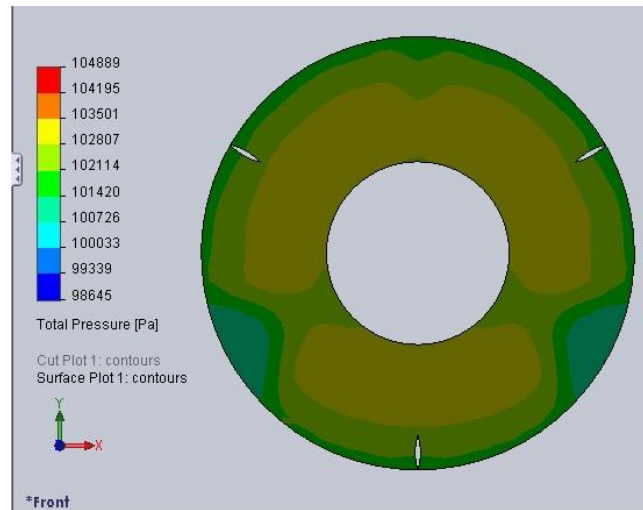 104889
104195
103501
102807
102114
101420
100726
100033
99339
98645
Total Pressure [Pa]
Cut Plot 1: contours
Surface Plot 1: contours
Y
X
*Front